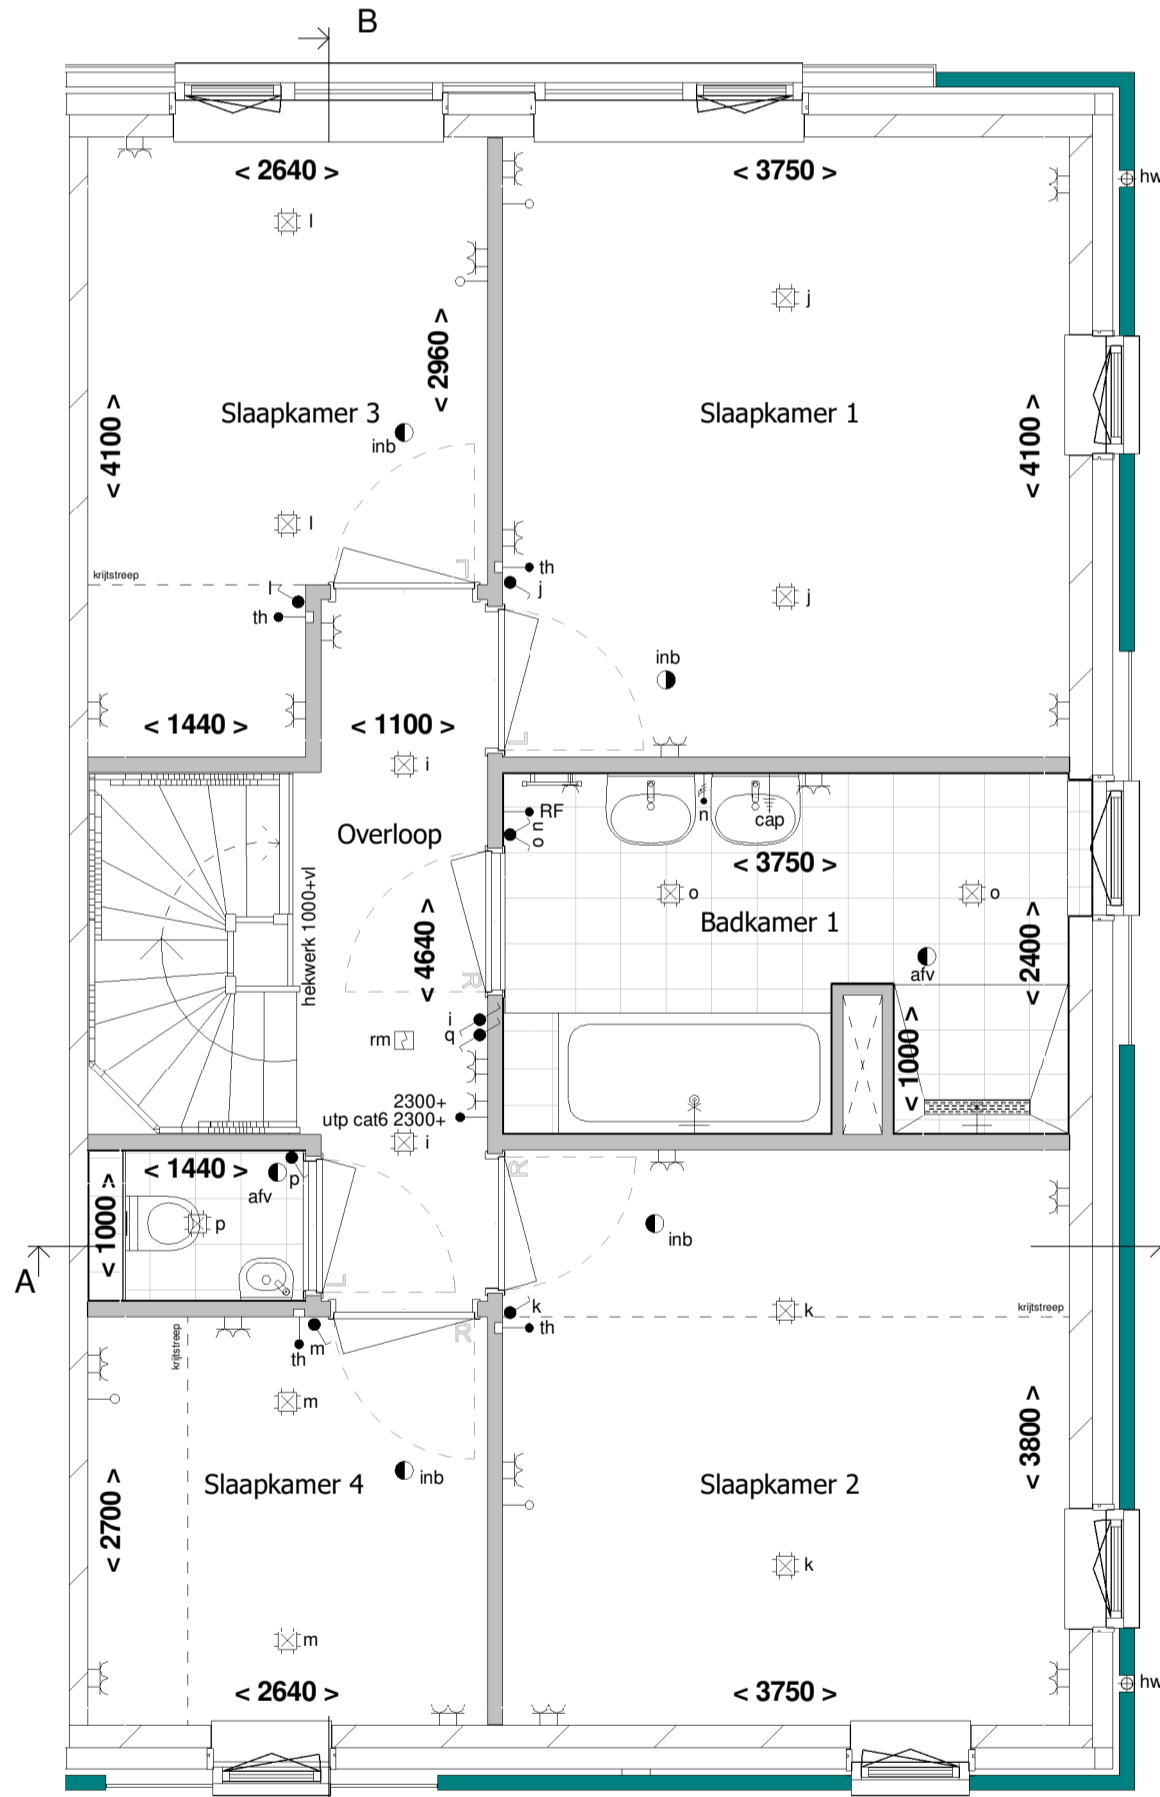 B
< 2640 >
< 3750 >
hw
l
j
< 2960 >
Slaapkamer 3
Slaapkamer 1
inb
< 4100 >
< 4100 >
L
l
krijtstreep
l
th
th
j
j
inb
< 1440 >
< 1100 >
L
i
RF
n
o
n
cap
Overloop
< 3750 >
o
o
Badkamer 1
hekwerk 1000+vl
< 4640 >
< 2400 >
afv
R
i
q
rm
< 1000 >
2300+
utp cat6 2300+
i
< 1440 >
p
afv
R
< 1000 >
p
inb
A
L
k
k
krijtstreep
th
krijtstreep
th
m
R
m
< 3800 >
inb
Slaapkamer 4
Slaapkamer 2
< 2700 >
k
m
< 2640 >
< 3750 >
hw